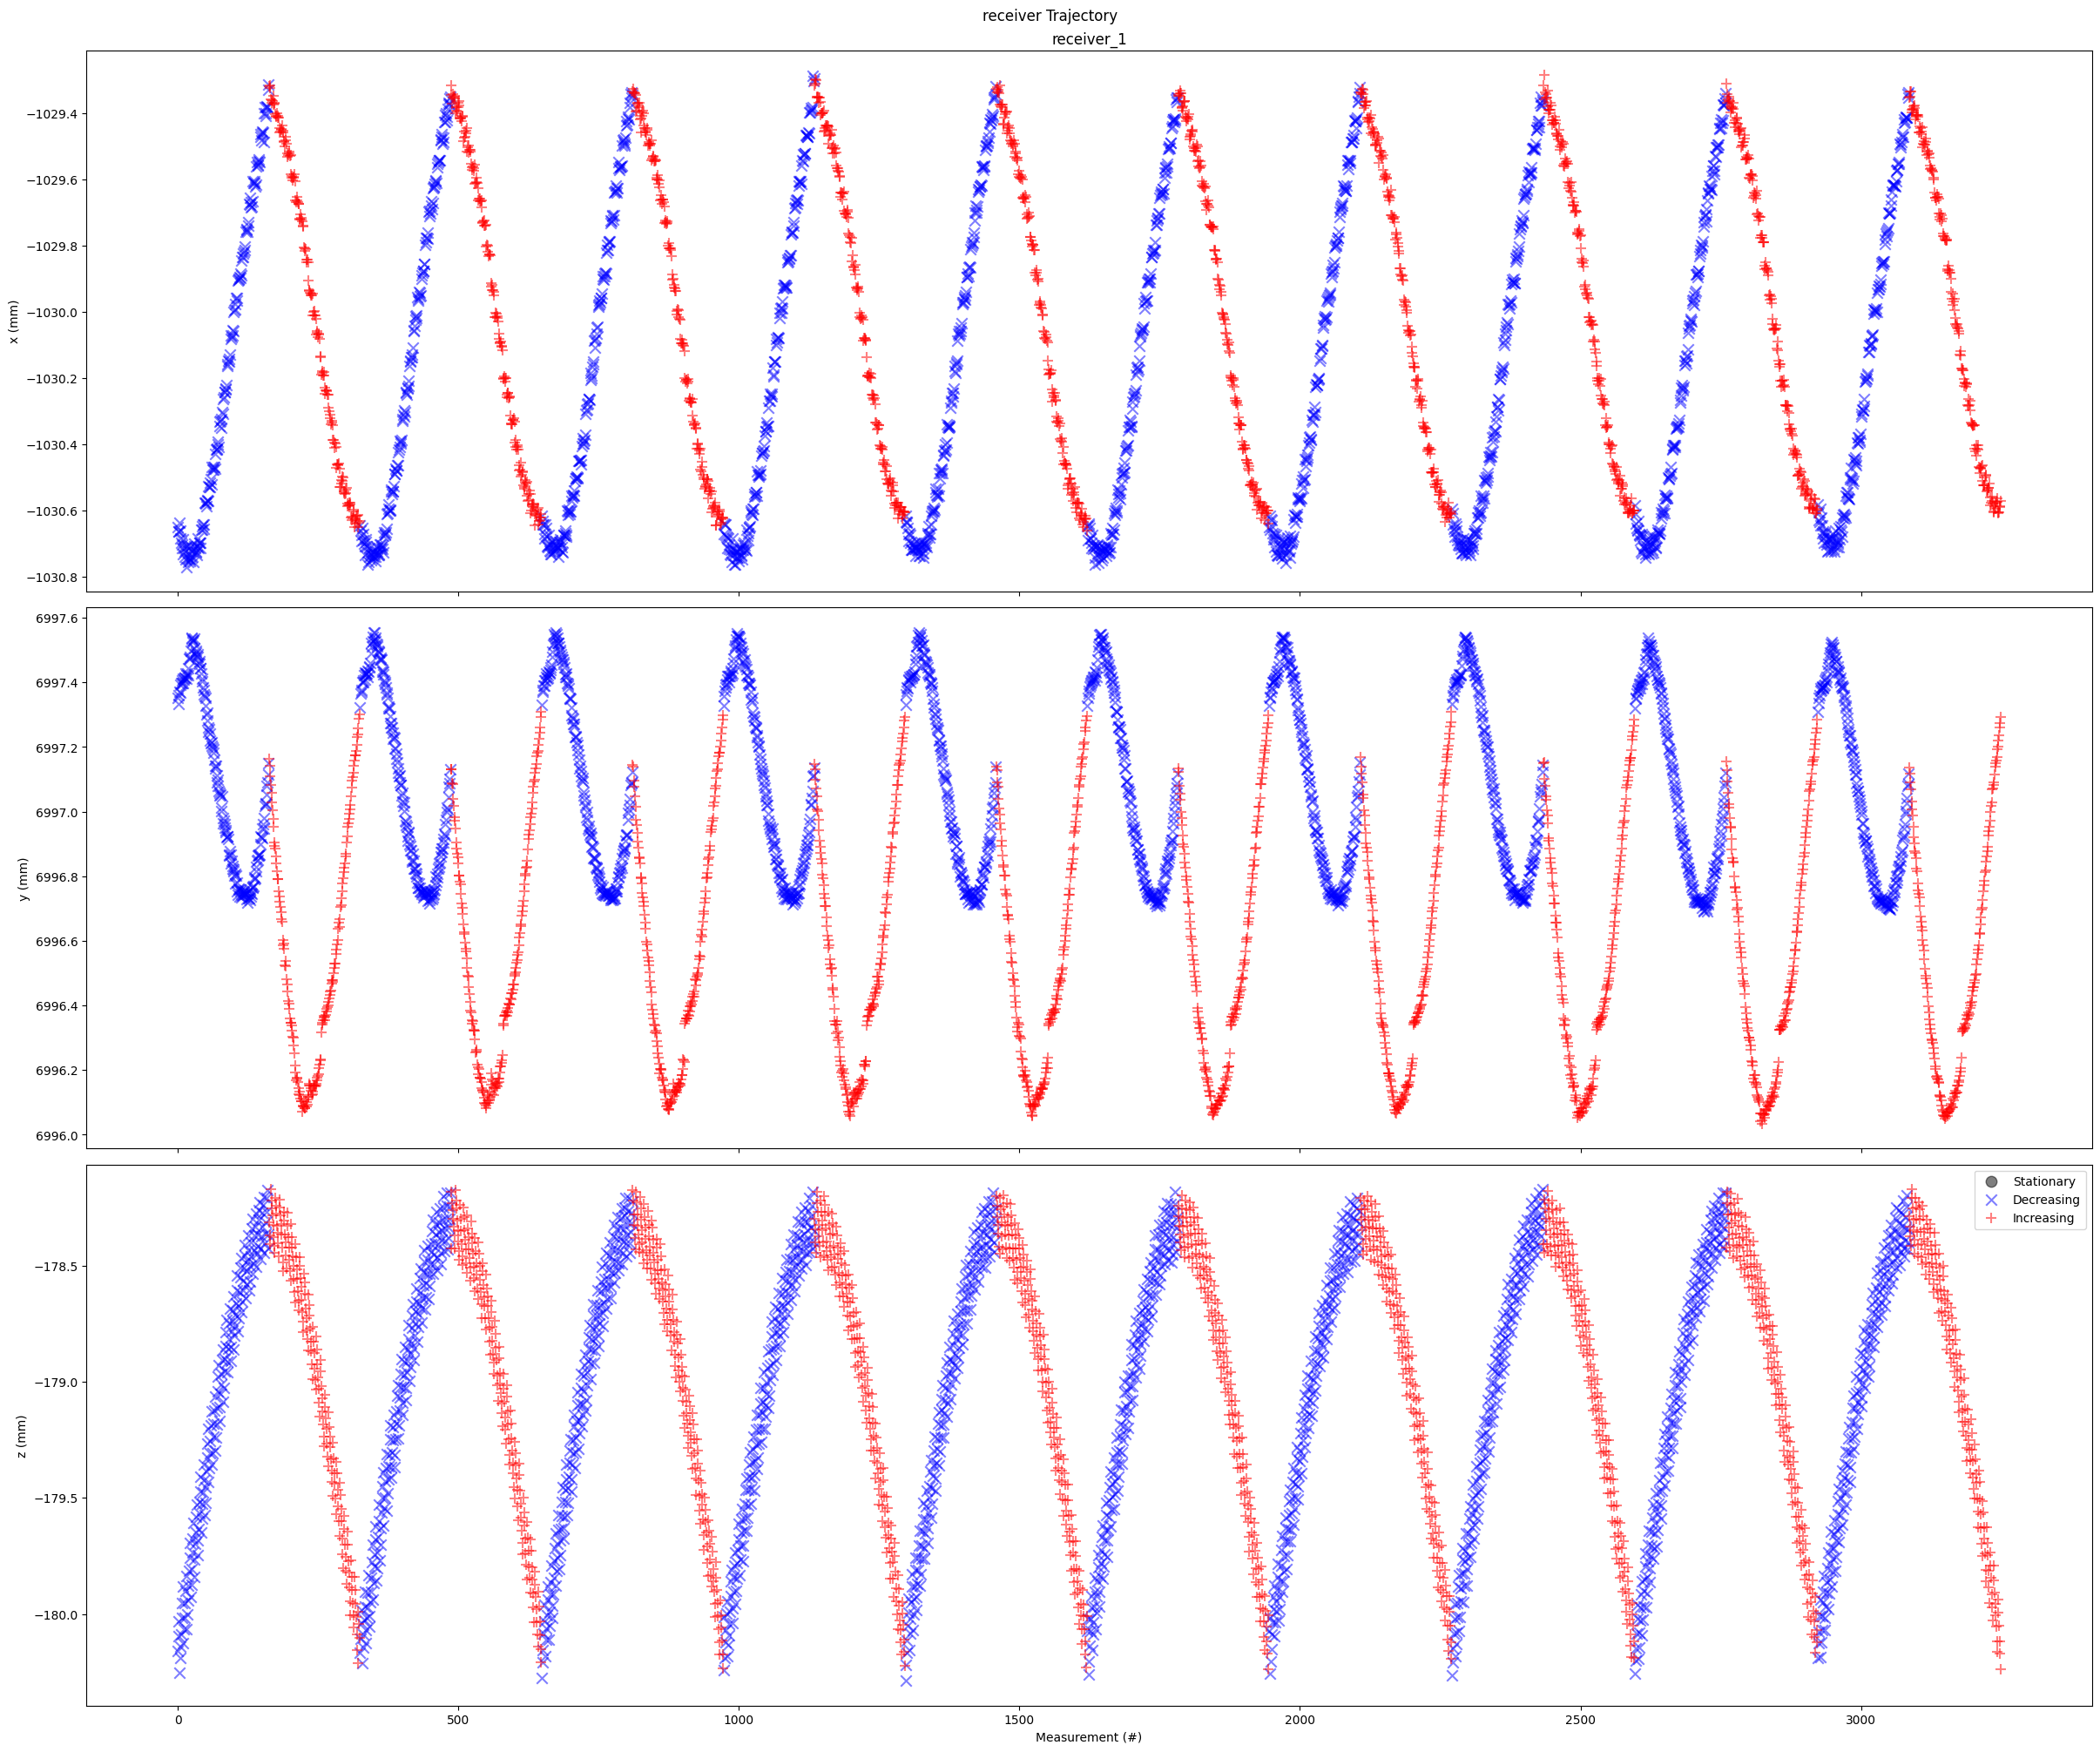 receiver Trajectory
receiver_1
−1029.4
−1029.6
−1029.8
−1030.0
−1030.2
−1030.4
−1030.6
−1030.8
x (mm)
6997.6
6997.4
6997.2
6997.0
6996.8
6996.6
6996.4
6996.2
6996.0
y (mm)
Stationary
Decreasing
Increasing
−178.5
−179.0
−179.5
−180.0
z (mm)
0 500 1000 1500 2000 2500 3000
Measurement (#)